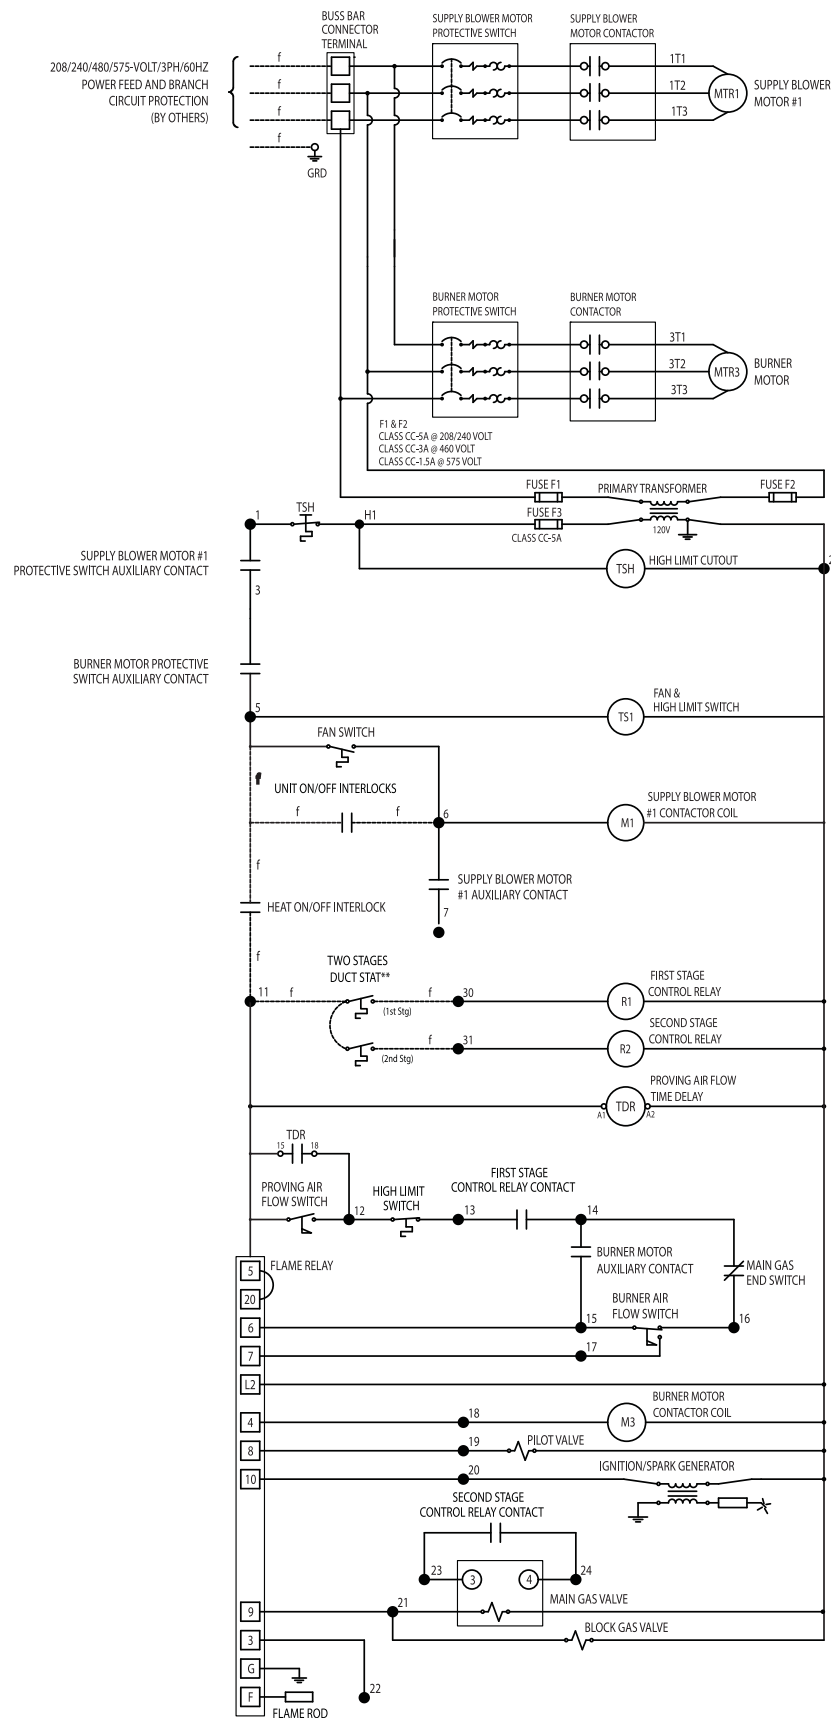 BUSS BAR
CONNECTOR
TERMINAL
SUPPLY BLOWER MOTOR
PROTECTIVE SWITCH
SUPPLY BLOWER
MOTOR CONTACTOR
208/240/480/575-VOLT/3PH/60HZ
POWER FEED AND BRANCH
CIRCUIT PROTECTION
(BY OTHERS)
f
f
f
f
GRD
1T1
1T2
1T3
MTR1
SUPPLY BLOWER
MOTOR #1
BURNER MOTOR
PROTECTIVE SWITCH
BURNER MOTOR
CONTACTOR
3T1
3T2
3T3
MTR3
BURNER
MOTOR
F1 & F2
CLASS CC-5A @ 208/240 VOLT
CLASS CC-3A @ 460 VOLT
CLASS CC-1.5A @ 575 VOLT
FUSE F1
PRIMARY TRANSFORMER
FUSE F2
1
TSH
H1
FUSE F3
CLASS CC-5A
120V
SUPPLY BLOWER MOTOR #1
PROTECTIVE SWITCH AUXILIARY CONTACT
TSH
HIGH LIMIT CUTOUT
2
3
BURNER MOTOR PROTECTIVE
SWITCH AUXILIARY CONTACT
5
TS1
FAN &
HIGH LIMIT SWITCH
FAN SWITCH
f
UNIT ON/OFF INTERLOCKS
f
f
6
M1
SUPPLY BLOWER MOTOR
#1 CONTACTOR COIL
f
SUPPLY BLOWER MOTOR
#1 AUXILIARY CONTACT
7
HEAT ON/OFF INTERLOCK
f
TWO STAGES
DUCT STAT**
11
f
(1st Stg)
f
30
R1
FIRST STAGE
CONTROL RELAY
(2nd Stg)
f
31
R2
SECOND STAGE
CONTROL RELAY
A1
TDR
A2
PROVING AIR FLOW
TIME DELAY
TDR
15
18
PROVING AIR
FLOW SWITCH
12
HIGH LIMIT
SWITCH
13
FIRST STAGE
CONTROL RELAY CONTACT
14
5
FLAME RELAY
BURNER MOTOR
AUXILIARY CONTACT
MAIN GAS
END SWITCH
20
BURNER AIR
FLOW SWITCH
6
15
16
7
17
L2
4
18
M3
BURNER MOTOR
CONTACTOR COIL
8
19
PILOT VALVE
10
20
IGNITION/SPARK GENERATOR
SECOND STAGE
CONTROL RELAY CONTACT
23
3
4
24
MAIN GAS VALVE
9
21
3
BLOCK GAS VALVE
G
F
22
FLAME ROD